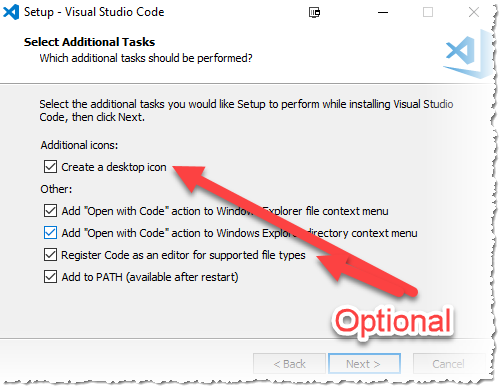 Setup - Visual Studio Code
Select Additional Tasks
Which additional tasks should be performed?
Select the additional tasks you would like Setup to perform while installing Visual Studio
Code, then click Next.
Additional icons:
Create a desktop icon
Other:
Add "Open with Code" action to Windows Explorer file context menu
Add "Open with Code" action to Windows Explorer directory context menu
Register Code as an editor for supported file types
Add to PATH (available after restart)
Optional
< Back
Next >
Cancel